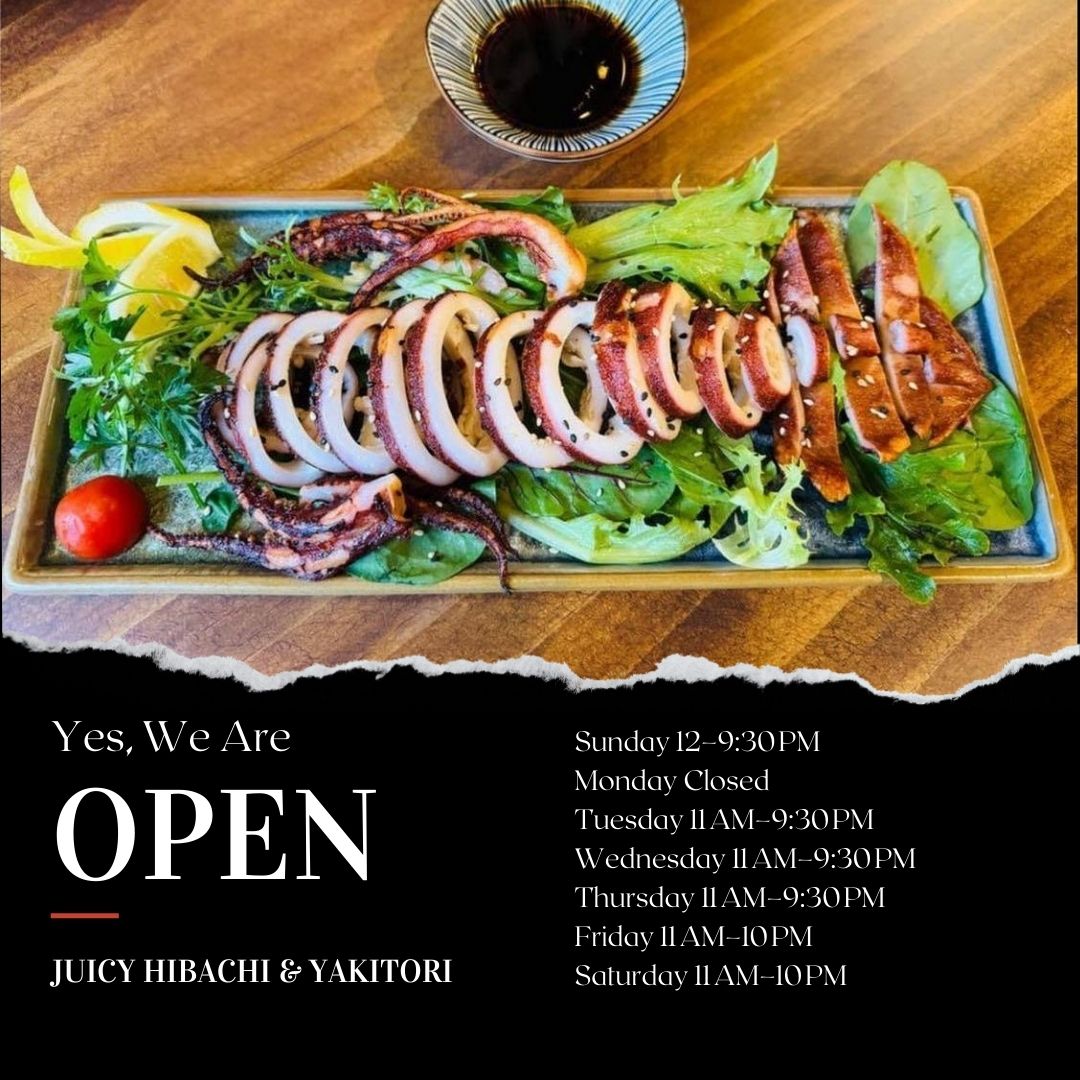 Yes, We Are
OPEN
JUICY HIBACHI & YAKITORI
Sunday 12–9:30 PM
Monday Closed
Tuesday 11 AM–9:30 PM
Wednesday 11 AM–9:30 PM
Thursday 11 AM–9:30 PM
Friday 11 AM–10 PM
Saturday 11 AM–10 PM